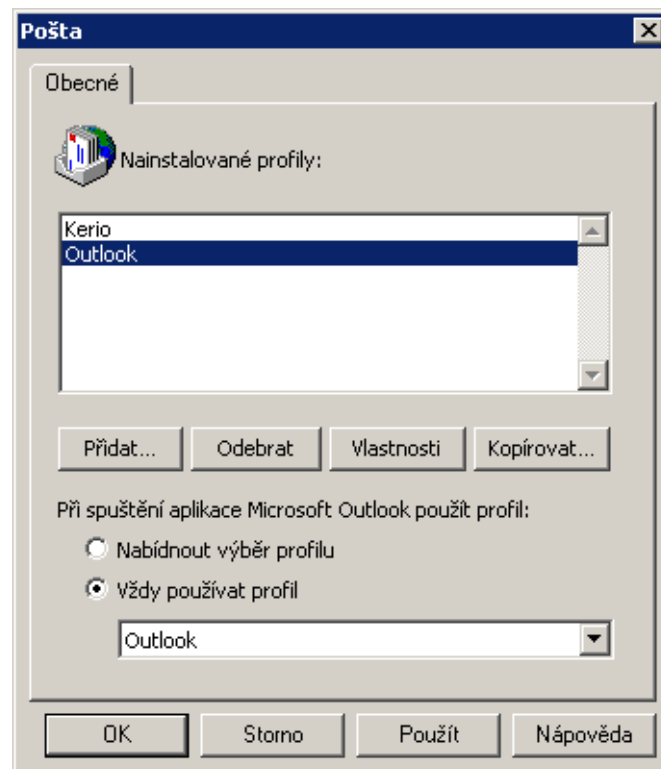 Pošta
Obecné
Nainstalované profily:
Kerio
Outlook
Přidat... Odebrat Vlastnosti Kopírovat...
Při spuštění aplikace Microsoft Outlook použít profil:
Nabídnout výběr profilu
Vždy používat profil
Outlook
OK Storno Použít Nápověda